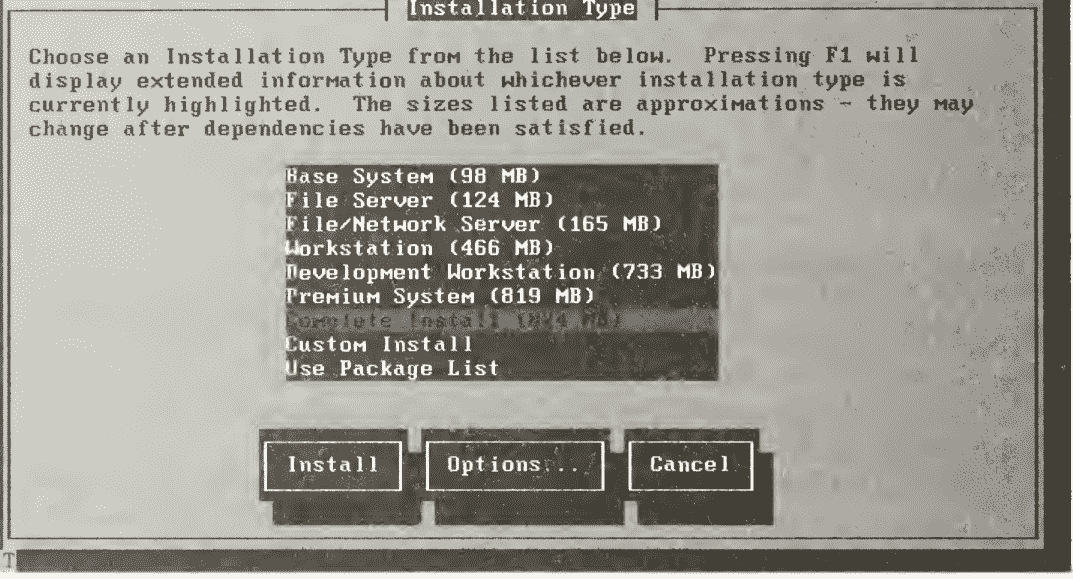 Installation Type
Choose an Installation Type from the list below. Pressing F1 will
display extended information about whichever installation type is
currently highlighted. The sizes listed are approximations - they may
change after dependencies have been satisfied.
Base System (98 MB)
File Server (124 MB)
File/Network Server (165 MB)
Workstation (466 MB)
Development Workstation (733 MB)
Premium System (819 MB)
Complete Install
Custom Install
Use Package List
Install
Options...
Cancel
T